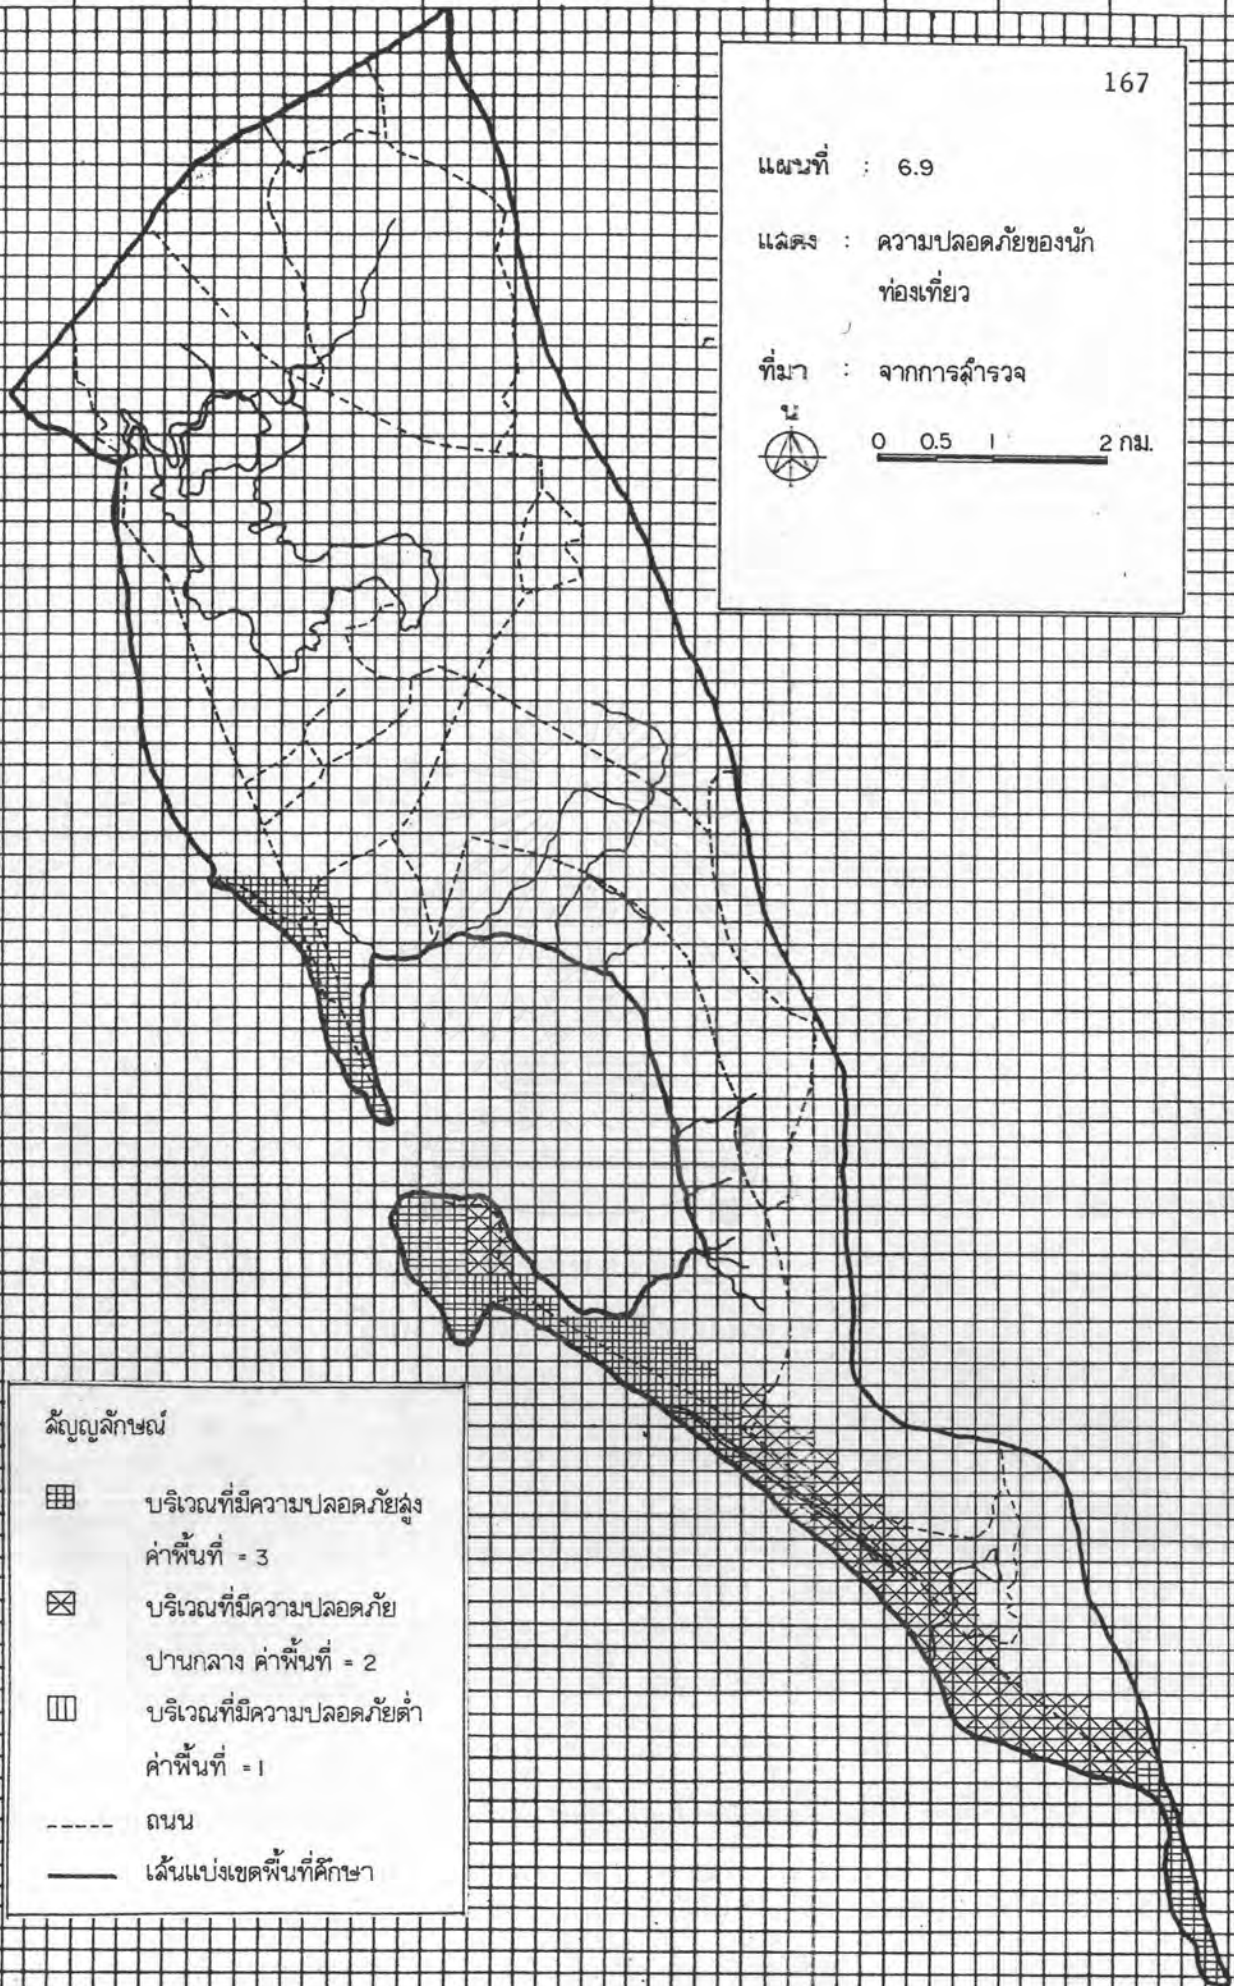 167
แผนที่ : 6.9
แสดง : ความปลอดภัยของนัก
ท่องเที่ยว
ที่มา : จากการสำรวจ
น
0 0.5 1 2 กม.
สัญญลักษณ์
บริเวณที่มีความปลอดภัยสูง
ค่าพื้นที่ = 3
บริเวณที่มีความปลอดภัย
ปานกลาง ค่าพื้นที่ = 2
บริเวณที่มีความปลอดภัยต่ำ
ค่าพื้นที่ = 1
ถนน
เส้นแบ่งเขตพื้นที่ศึกษา